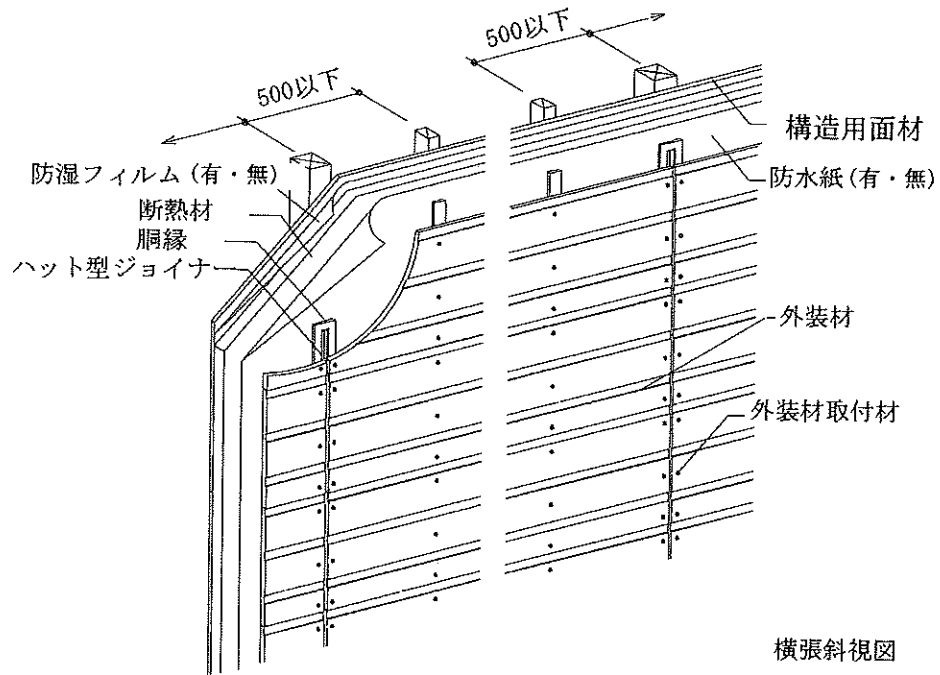 500以下
500以下
構造用面材
防湿フィルム(有・無)
防水紙(有・無)
断熱材
胴縁
ハット型ジョイナー
外装材
外装材取付材
横張斜視図